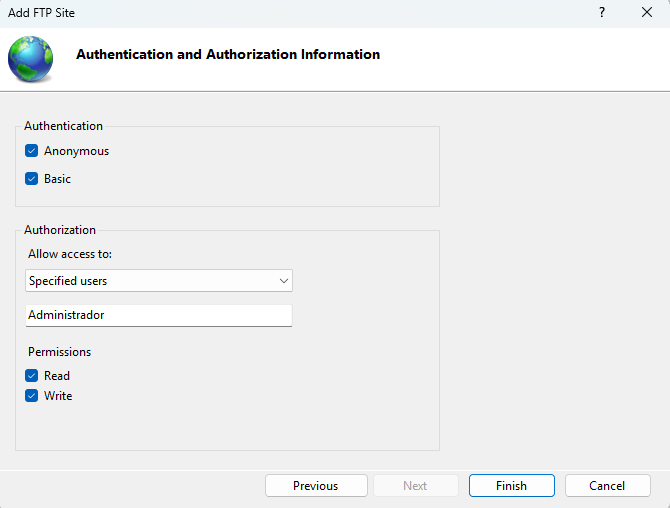 Add FTP Site
?
Authentication and Authorization Information
Authentication
Anonymous
Basic
Authorization
Allow access to:
Specified users
Administrador
Permissions
Read
Write
Previous Next Finish Cancel